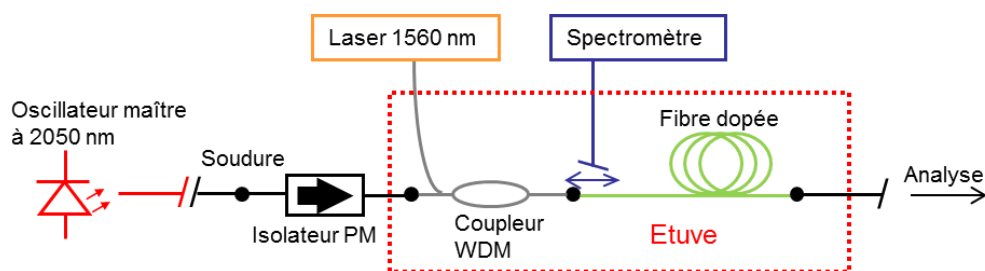 Laser 1560 nm
Spectromètre
Oscillateur maître
à 2050 nm
Soudure
Isolateur PM
Coupleur
WDM
Fibre dopée
Etuve
Analyse